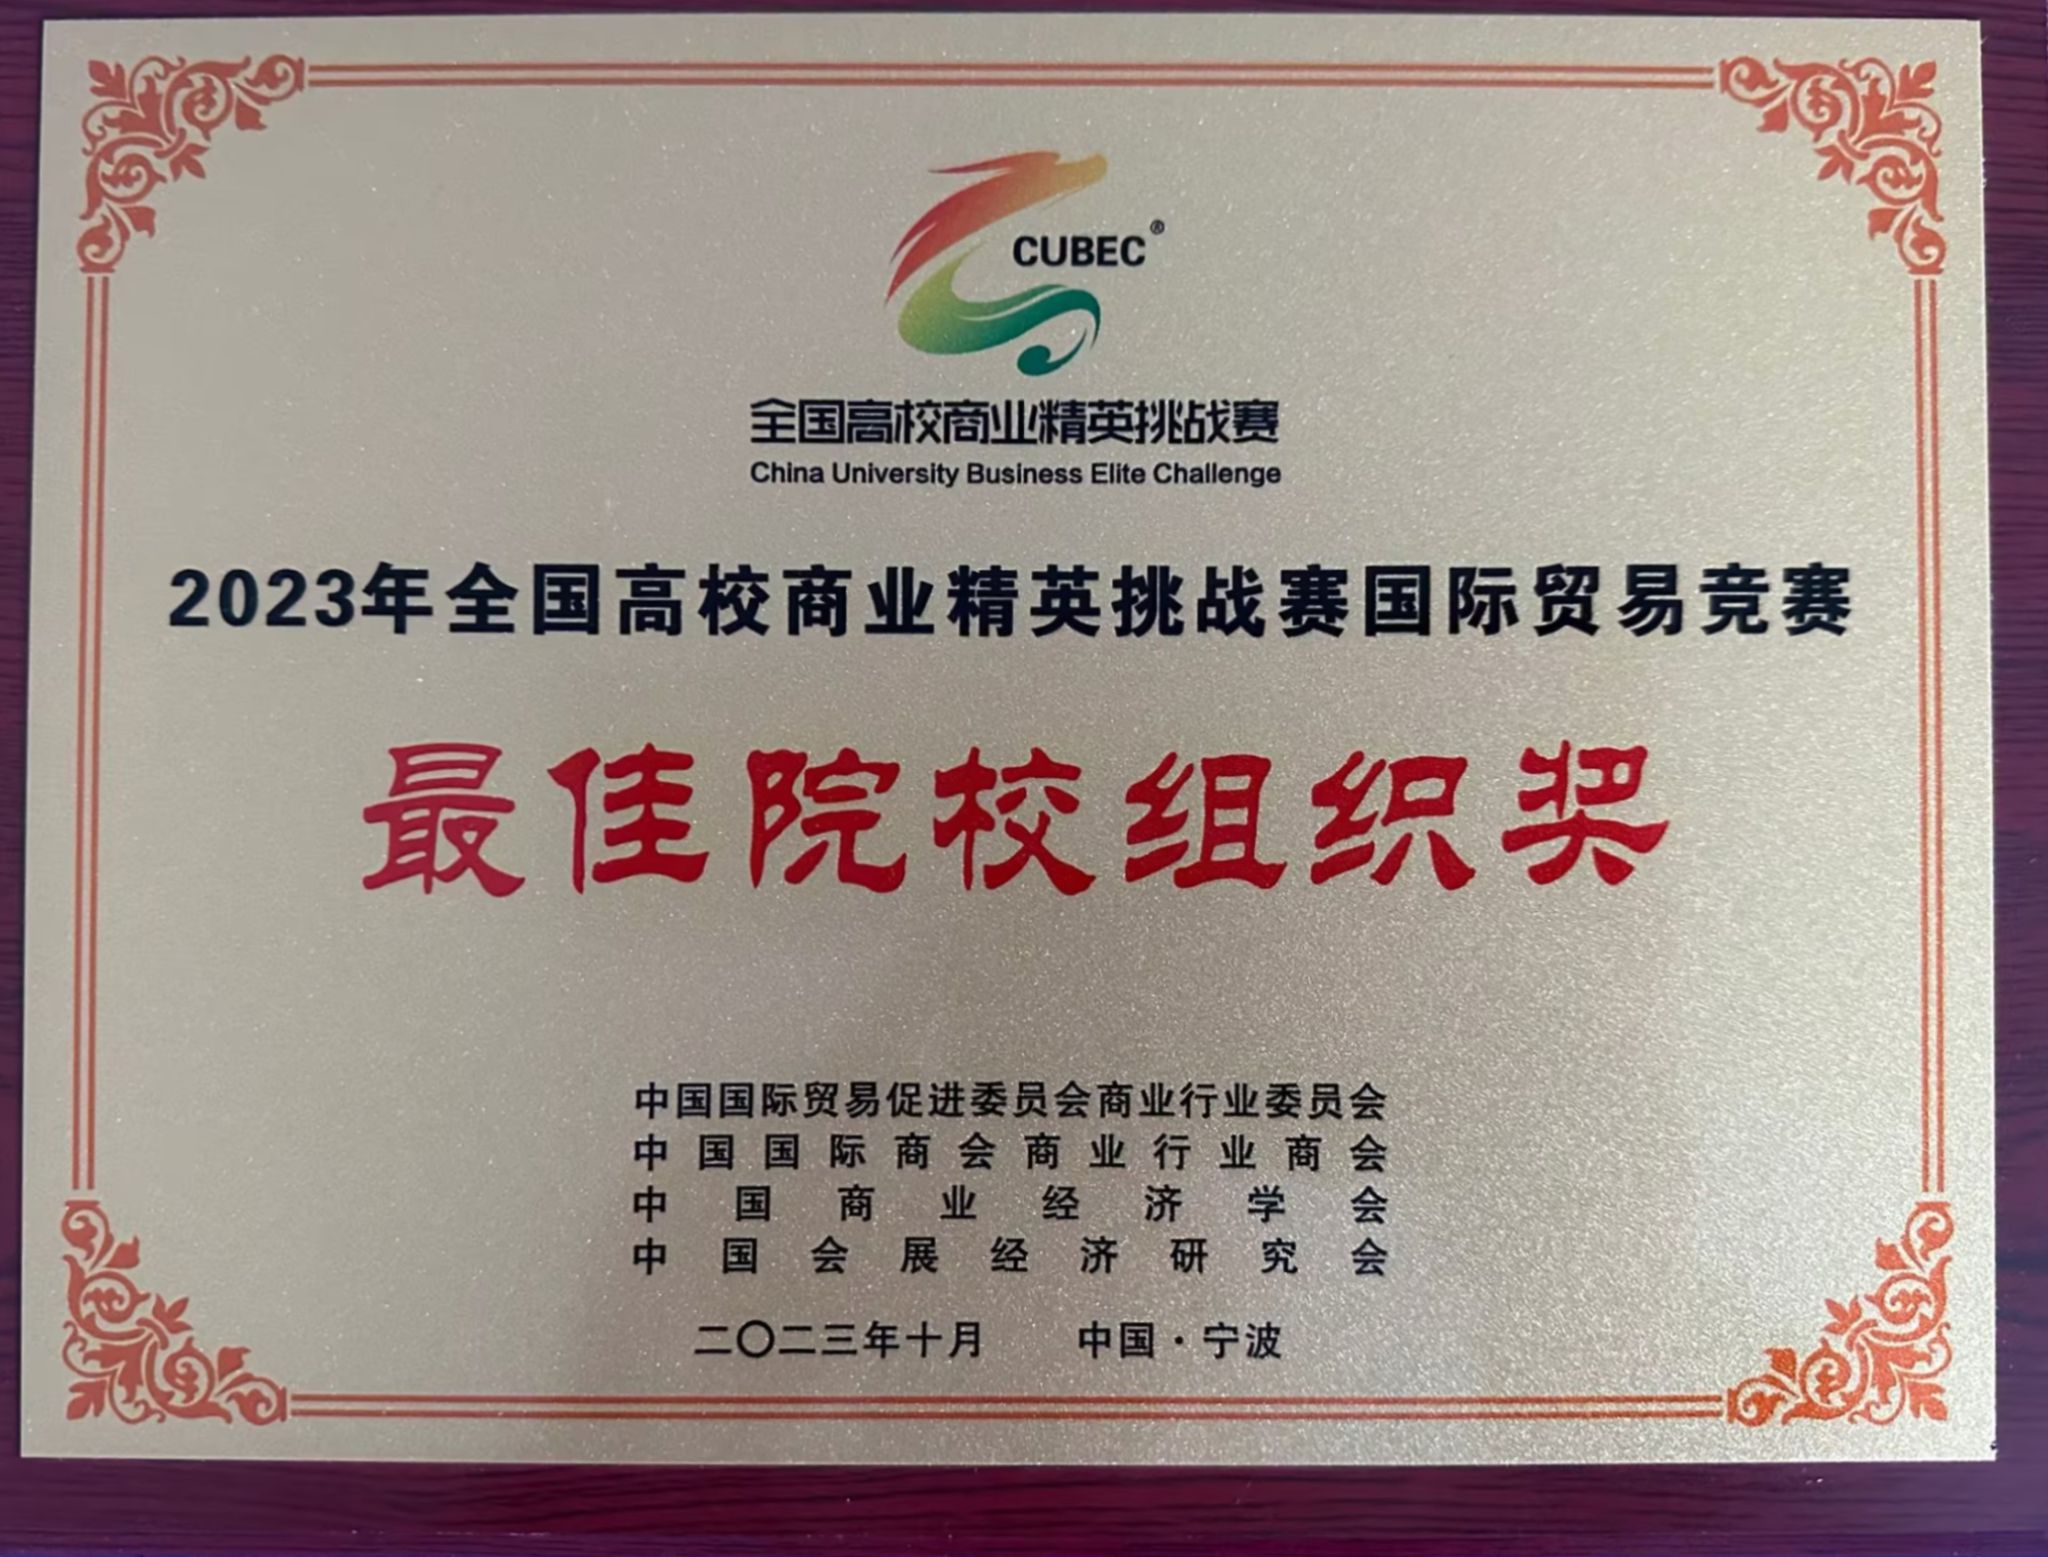 CUBEC®
全国高校商业精英挑战赛
China University Business Elite Challenge
2023年全国高校商业精英挑战赛国际贸易竞赛
最佳院校组织奖
中国国际贸易促进委员会商业行业委员会
中国国际商会商业行业商会
中国商业经济学会
中国会展经济研究会
二〇二三年十月 中国·宁波